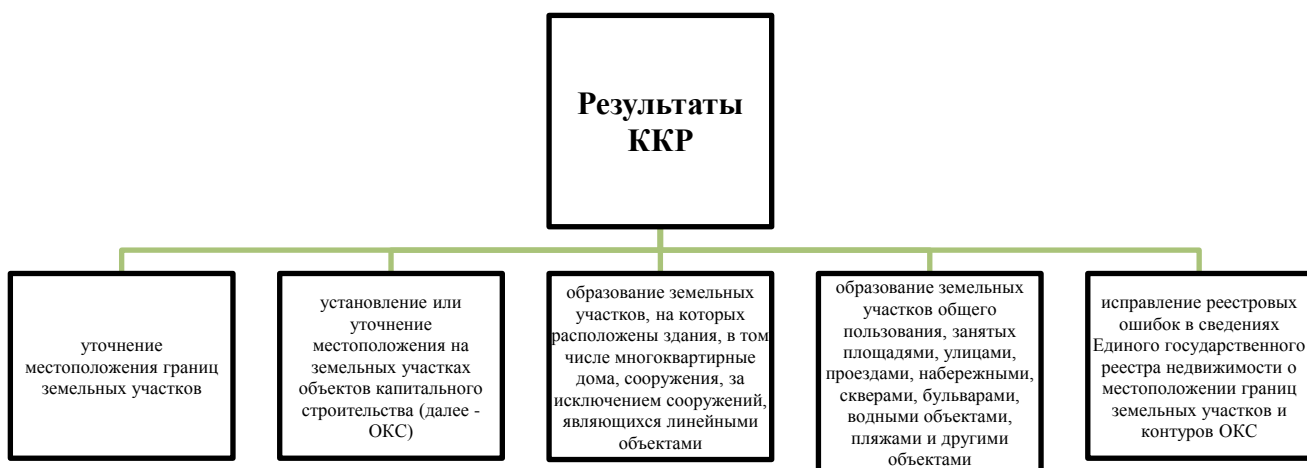 Результаты
ККР
уточнение
местоположения границ
земельных участков
установление или
уточнение
местоположения на
земельных участках
объектов капитального
строительства (далее -
ОКС)
образование земельных
участков, на которых
расположены здания, в том
числе многоквартирные
дома, сооружения, за
исключением сооружений,
являющихся линейными
объектами
образование земельных
участков общего
пользования, занятых
площадями, улицами,
проездами, набережными,
скверами, бульварами,
водными объектами,
пляжами и другими
объектами
исправление реестровых
ошибок в сведениях
Единого государственного
реестра недвижимости о
местоположении границ
земельных участков и
контуров ОКС